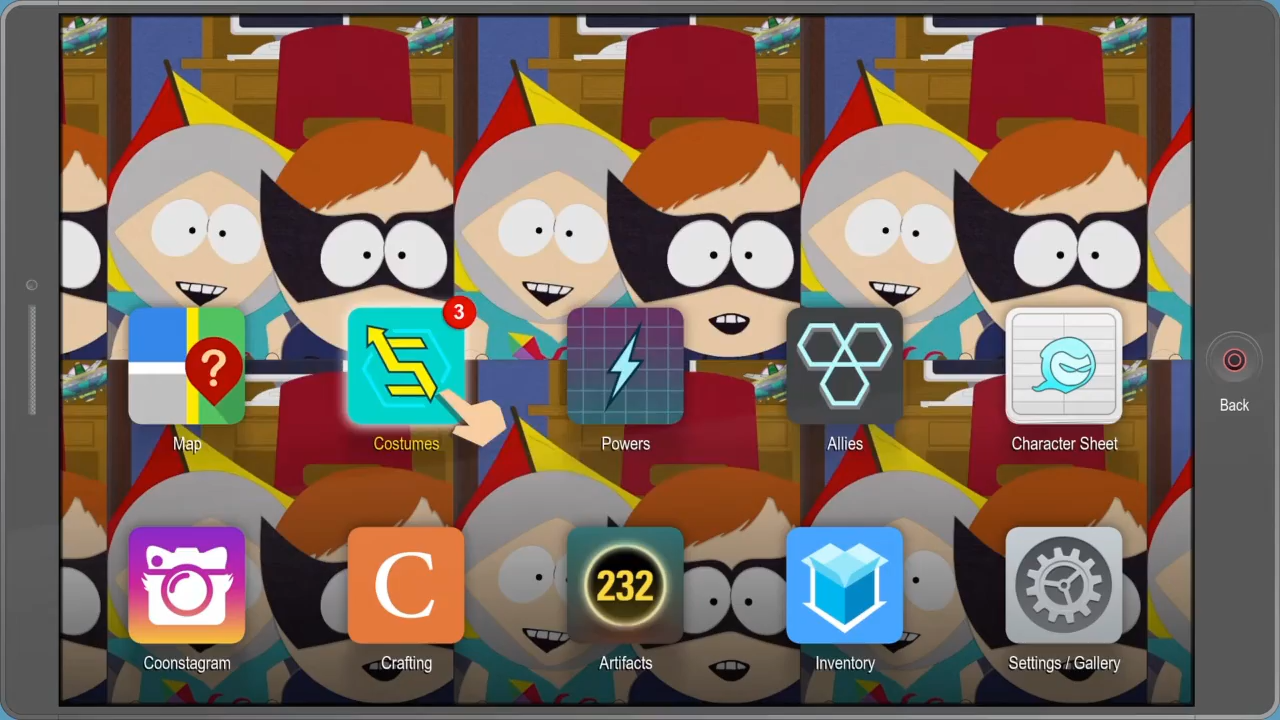 3
?
Map
Costumes
Powers
Allies
Character Sheet
Back
C
232
Coonstagram
Crafting
Artifacts
Inventory
Settings / Gallery